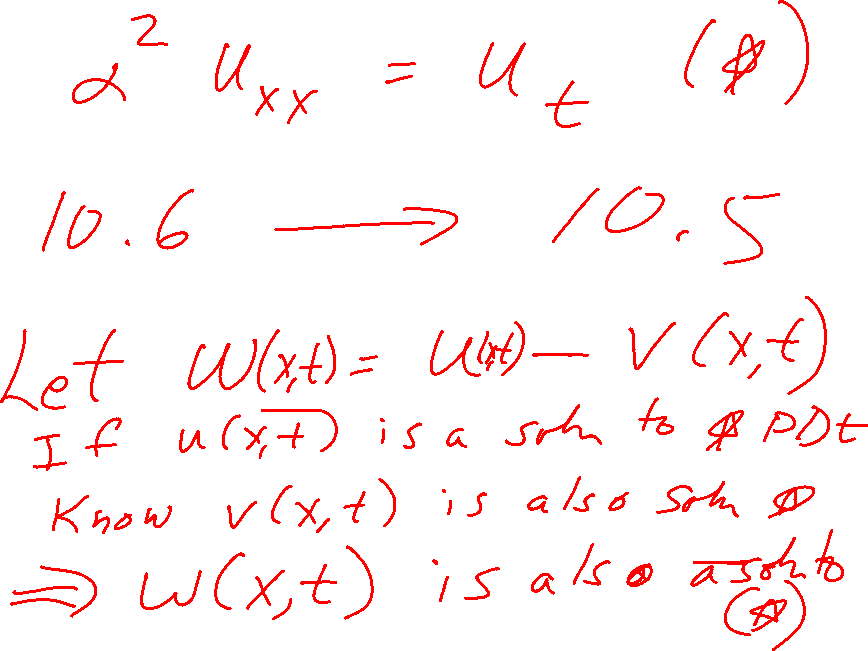 α² u_xx = u_t (☆)
10.6 → 10.5
Let W(x,t) = U(x,t) — V(x,t)
If u(x,t) is a soln to ☆ PDE
Know v(x,t) is also soln ☆
⇒ W(x,t) is also a soln to
(☆)